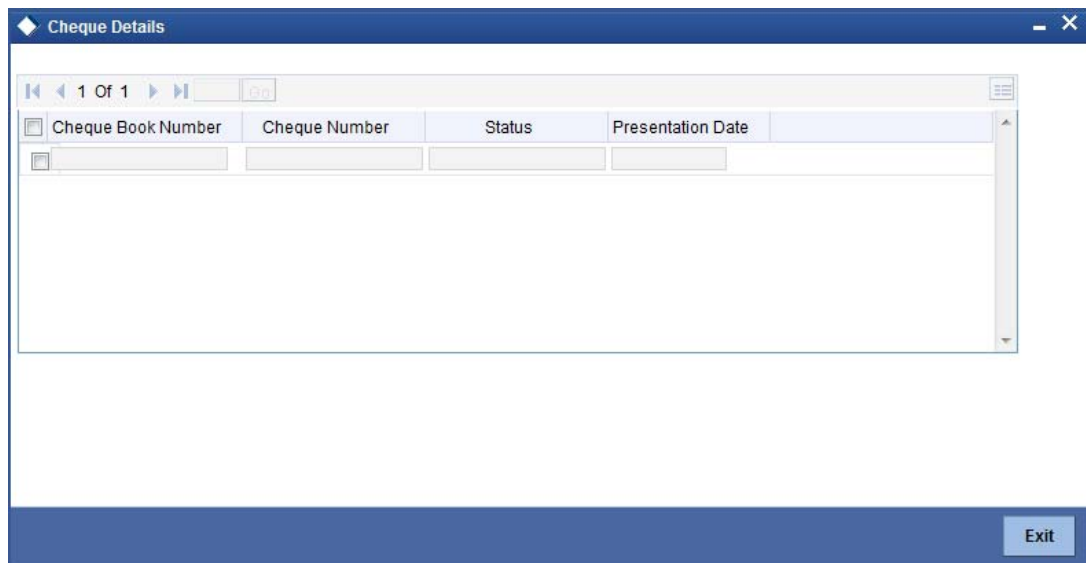 Cheque Details
1 Of 1 Go
Cheque Book Number Cheque Number Status Presentation Date
Exit